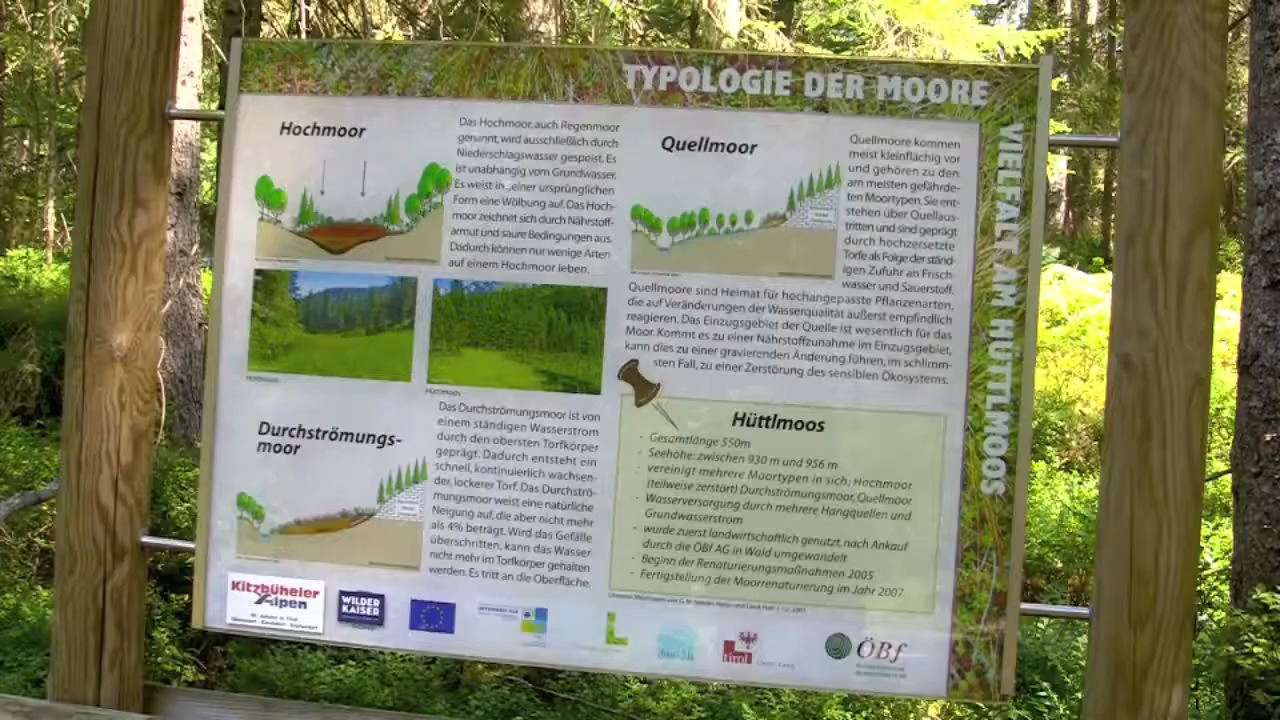 TYPOLOGIE DER MOORE
VIELFALT AM HÜTTLMOOS
Hochmoor
Das Hochmoor, auch Regenmoor
genannt, wird ausschließlich durch
Niederschlagswasser gespeist. Es
ist unabhängig vom Grundwasser.
Es weist in seiner ursprünglichen
Form eine Wölbung auf. Das Hoch-
moor zeichnet sich durch Nährstoff-
armut und saure Bedingungen aus.
Dadurch können nur wenige Arten
auf einem Hochmoor leben.
Hüttlmoos
Hüttlmoos
Durchströmungs-
moor
Das Durchströmungsmoor ist von
einem ständigen Wasserstrom
durch den obersten Torfkörper
geprägt. Dadurch entsteht ein
schnell, kontinuierlich wachsen-
der, lockerer Torf. Das Durchströ-
mungsmoor weist eine natürliche
Neigung auf, die aber nicht mehr
als 4% beträgt. Wird das Gefälle
überschritten, kann das Wasser
nicht mehr im Torfkörper gehalten
werden. Es tritt an die Oberfläche.
Quellmoor
Quellmoore kommen
meist kleinflächig vor
und gehören zu den
am meisten gefährde-
ten Moortypen. Sie ent-
stehen über Quellaus-
tritten und sind geprägt
durch hochzersetzte
Torfe als Folge der ständ-
igen Zufuhr an Frisch-
wasser und Sauerstoff.
Quellmoore sind Heimat für hochangepasste Pflanzenarten,
die auf Veränderungen der Wasserqualität äußerst empfindlich
reagieren. Das Einzugsgebiet der Quelle ist wesentlich für das
Moor. Kommt es zu einer Nährstoffzunahme im Einzugsgebiet,
kann dies zu einer gravierenden Änderung führen, im schlimm-
sten Fall, zu einer Zerstörung des sensiblen Ökosystems.
Hüttlmoos
- Gesamtlänge 550m
- Seehöhe: zwischen 930 m und 956 m
- vereinigt mehrere Moortypen in sich: Hochmoor
(teilweise zerstört) Durchströmungsmoor, Quellmoor
- Wasserversorgung durch mehrere Hangquellen und
Grundwasserstrom
- wurde zuerst landwirtschaftlich genutzt, nach Ankauf
durch die ÖBf AG in Wald umgewandelt
- Beginn der Renaturierungsmaßnahmen 2005
- Fertigstellung der Moorrenaturierung im Jahr 2007
Kitzbüheler
Alpen
WILDER
KAISER
tirol
ÖBf